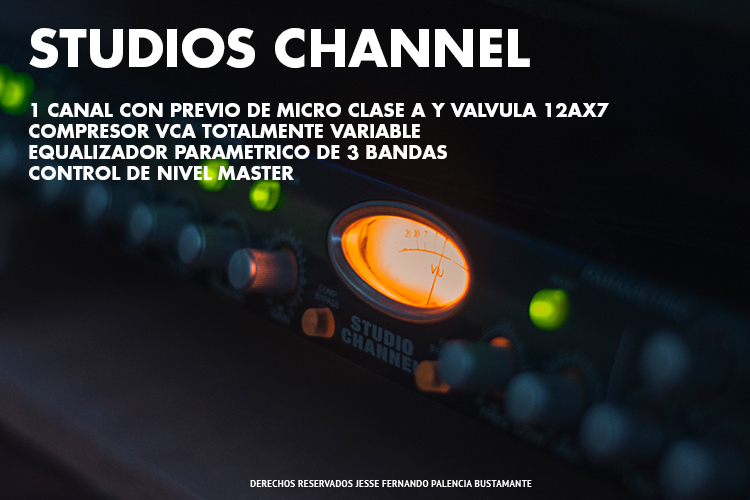 STUDIOS CHANNEL
1 CANAL CON PREVIO DE MICRO CLASE A Y VALVULA 12AX7
COMPRESOR VCA TOTALMENTE VARIABLE
EQUALIZADOR PARAMETRICO DE 3 BANDAS
CONTROL DE NIVEL MASTER
VU
STUDIO
CHANNEL
DERECHOS RESERVADOS JESSE FERNANDO PALENCIA BUSTAMANTE